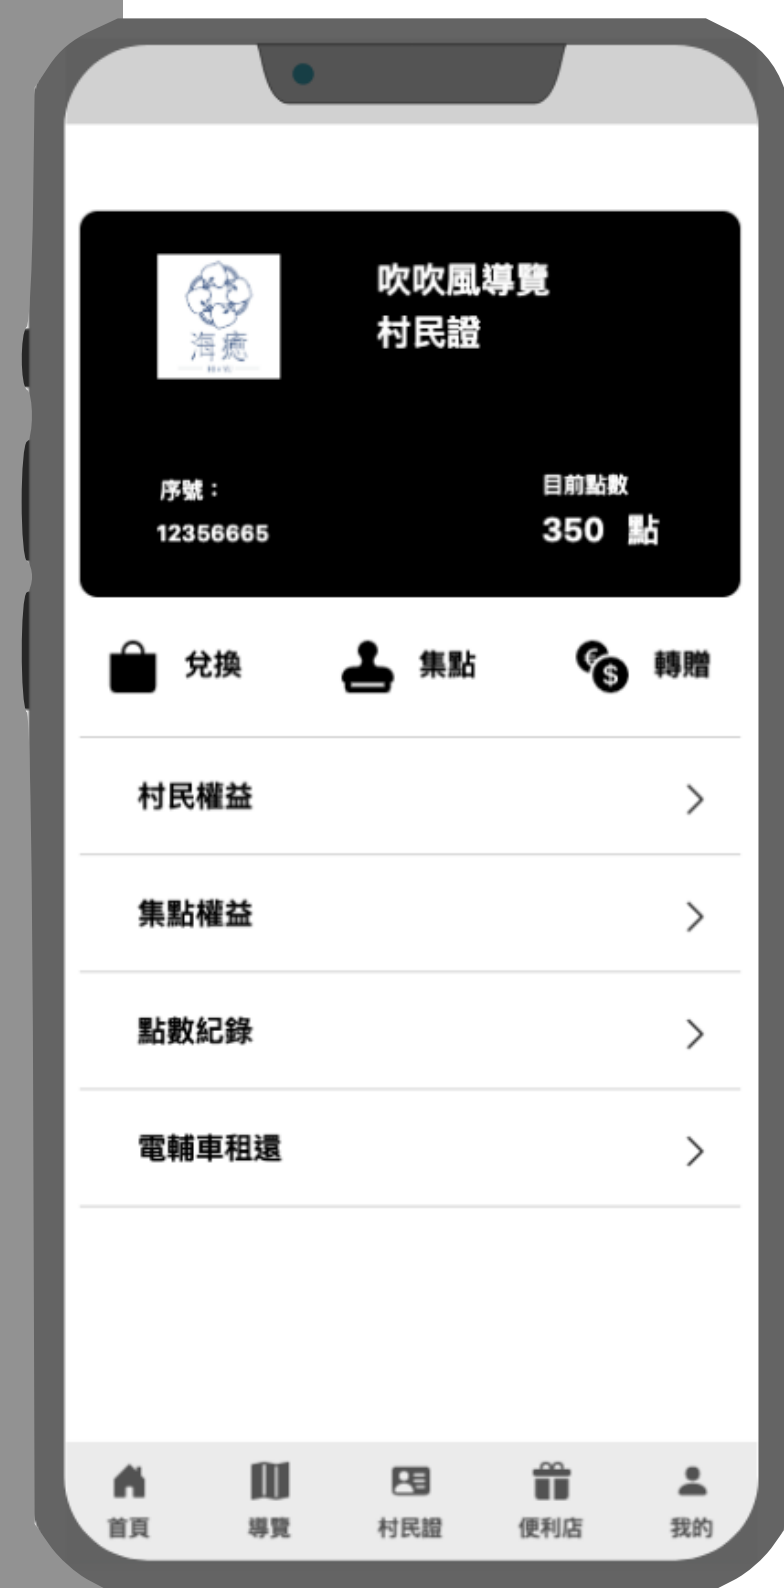 海癒
吹吹風導覽
村民證
序號：
12356665
目前點數
350 點
兌換
集點
轉贈
村民權益
集點權益
點數紀錄
電輔車租還
首頁
導覽
村民證
便利店
我的